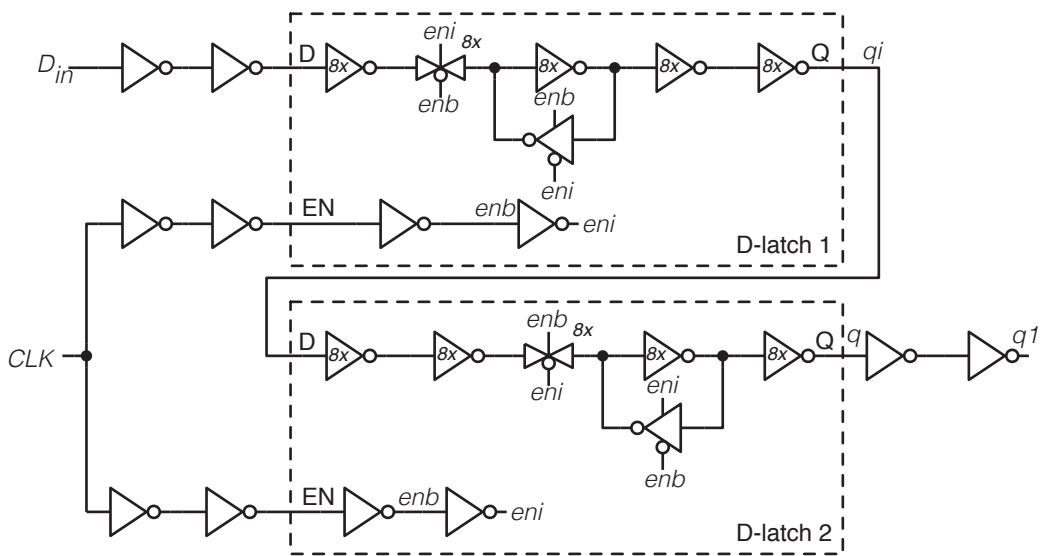 eni 8x
D_in D 8x 8x 8x 8x Q qi
enb enb
eni
EN enb eni
D-latch 1
enb 8x
D 8x 8x 8x 8x Q q q1
CLK
eni eni
enb
EN enb eni
D-latch 2